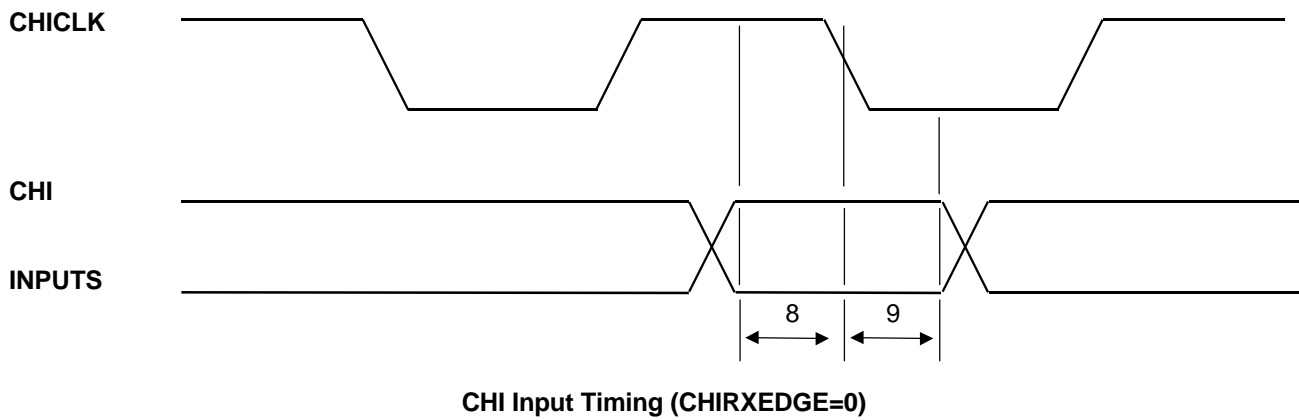 CHICLK
CHI
INPUTS
8 9
CHI Input Timing (CHIRXEDGE=0)